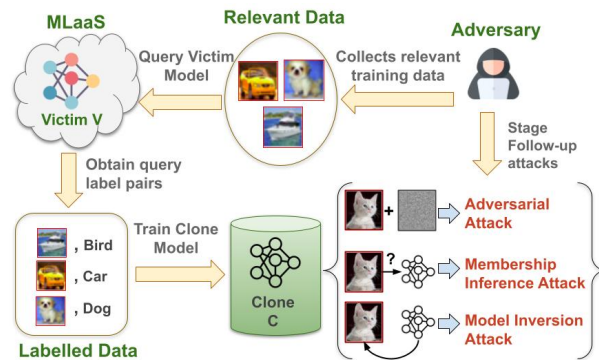 MLaaS
Relevant Data
Adversary
Query Victim
Model
Collects relevant
training data
Victim V
Stage
Follow-up
attacks
Obtain query
label pairs
, Bird
, Car
, Dog
Labelled Data
Train Clone
Model
Clone
C
+
Adversarial
Attack
?
Membership
Inference Attack
Model Inversion
Attack